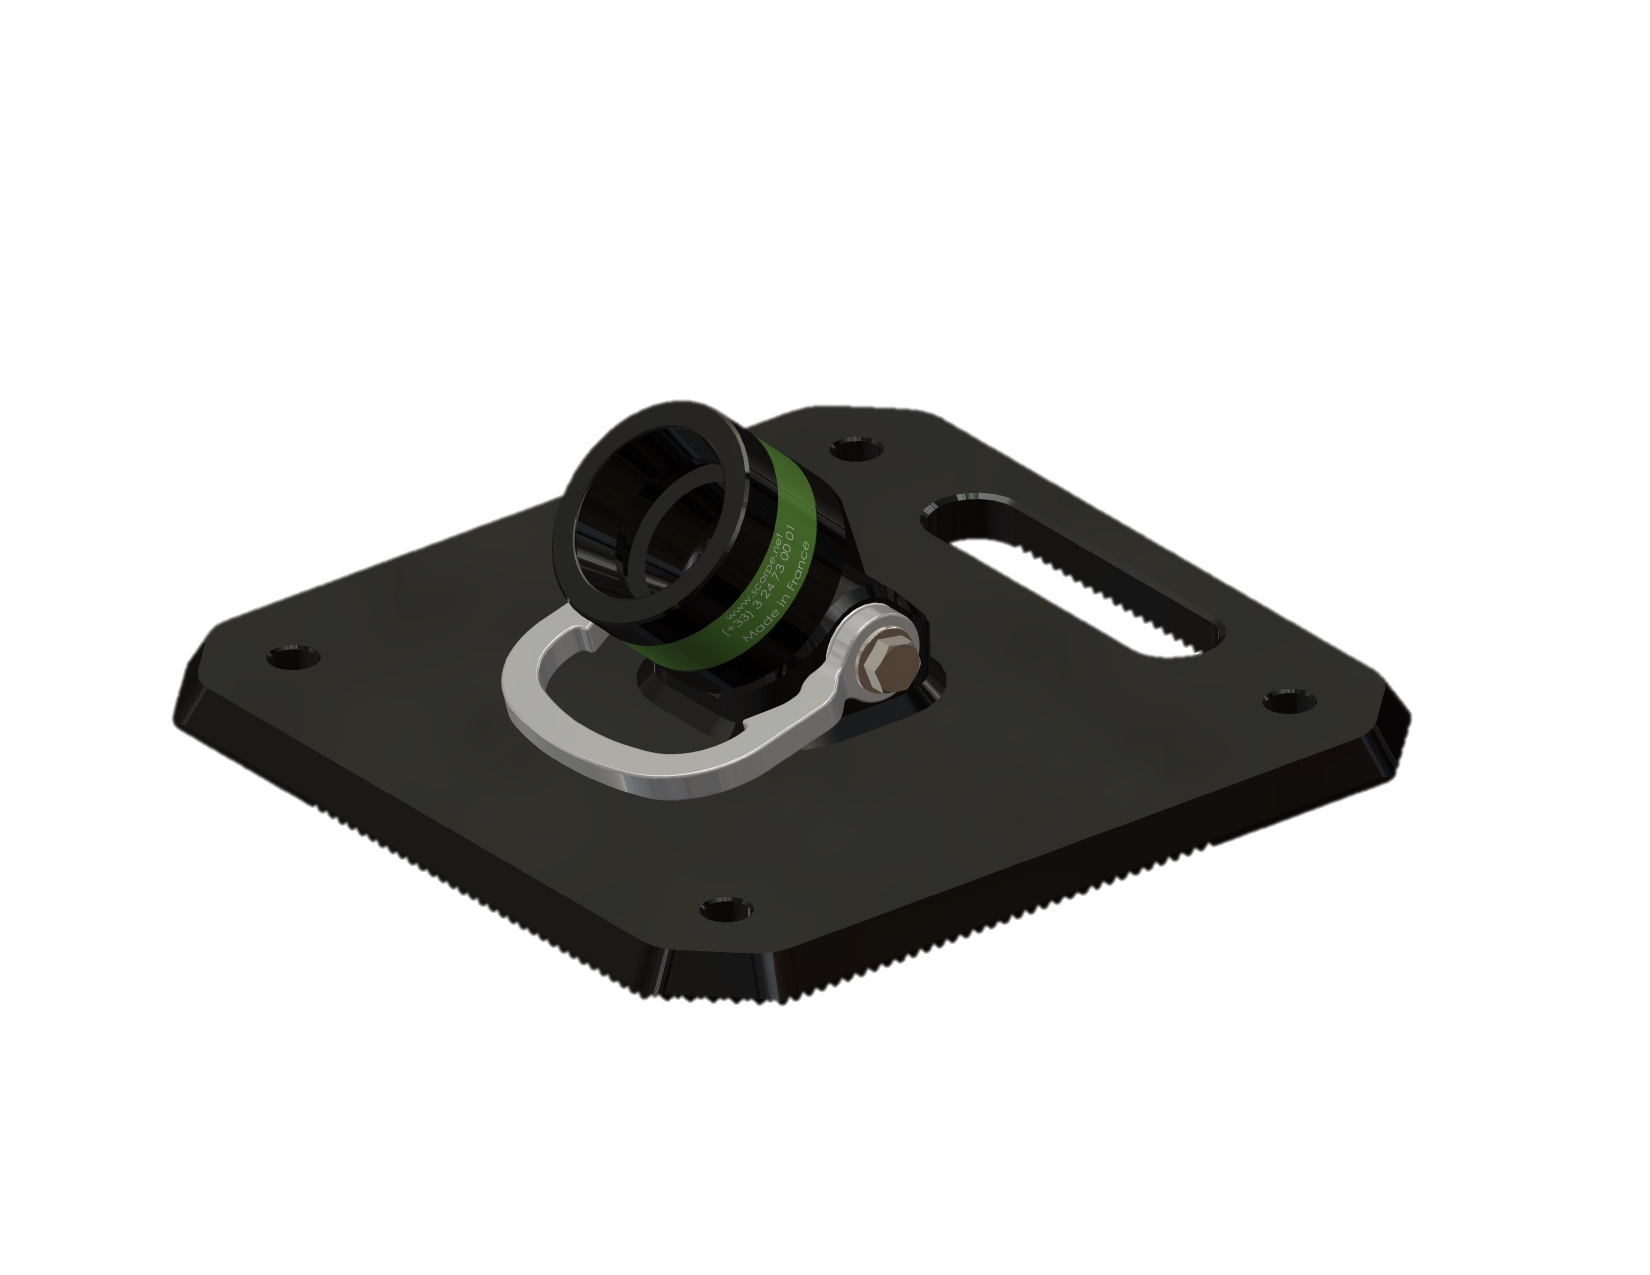 www.scorpe.net
(+33) 3 24 73 00 01
Made in France